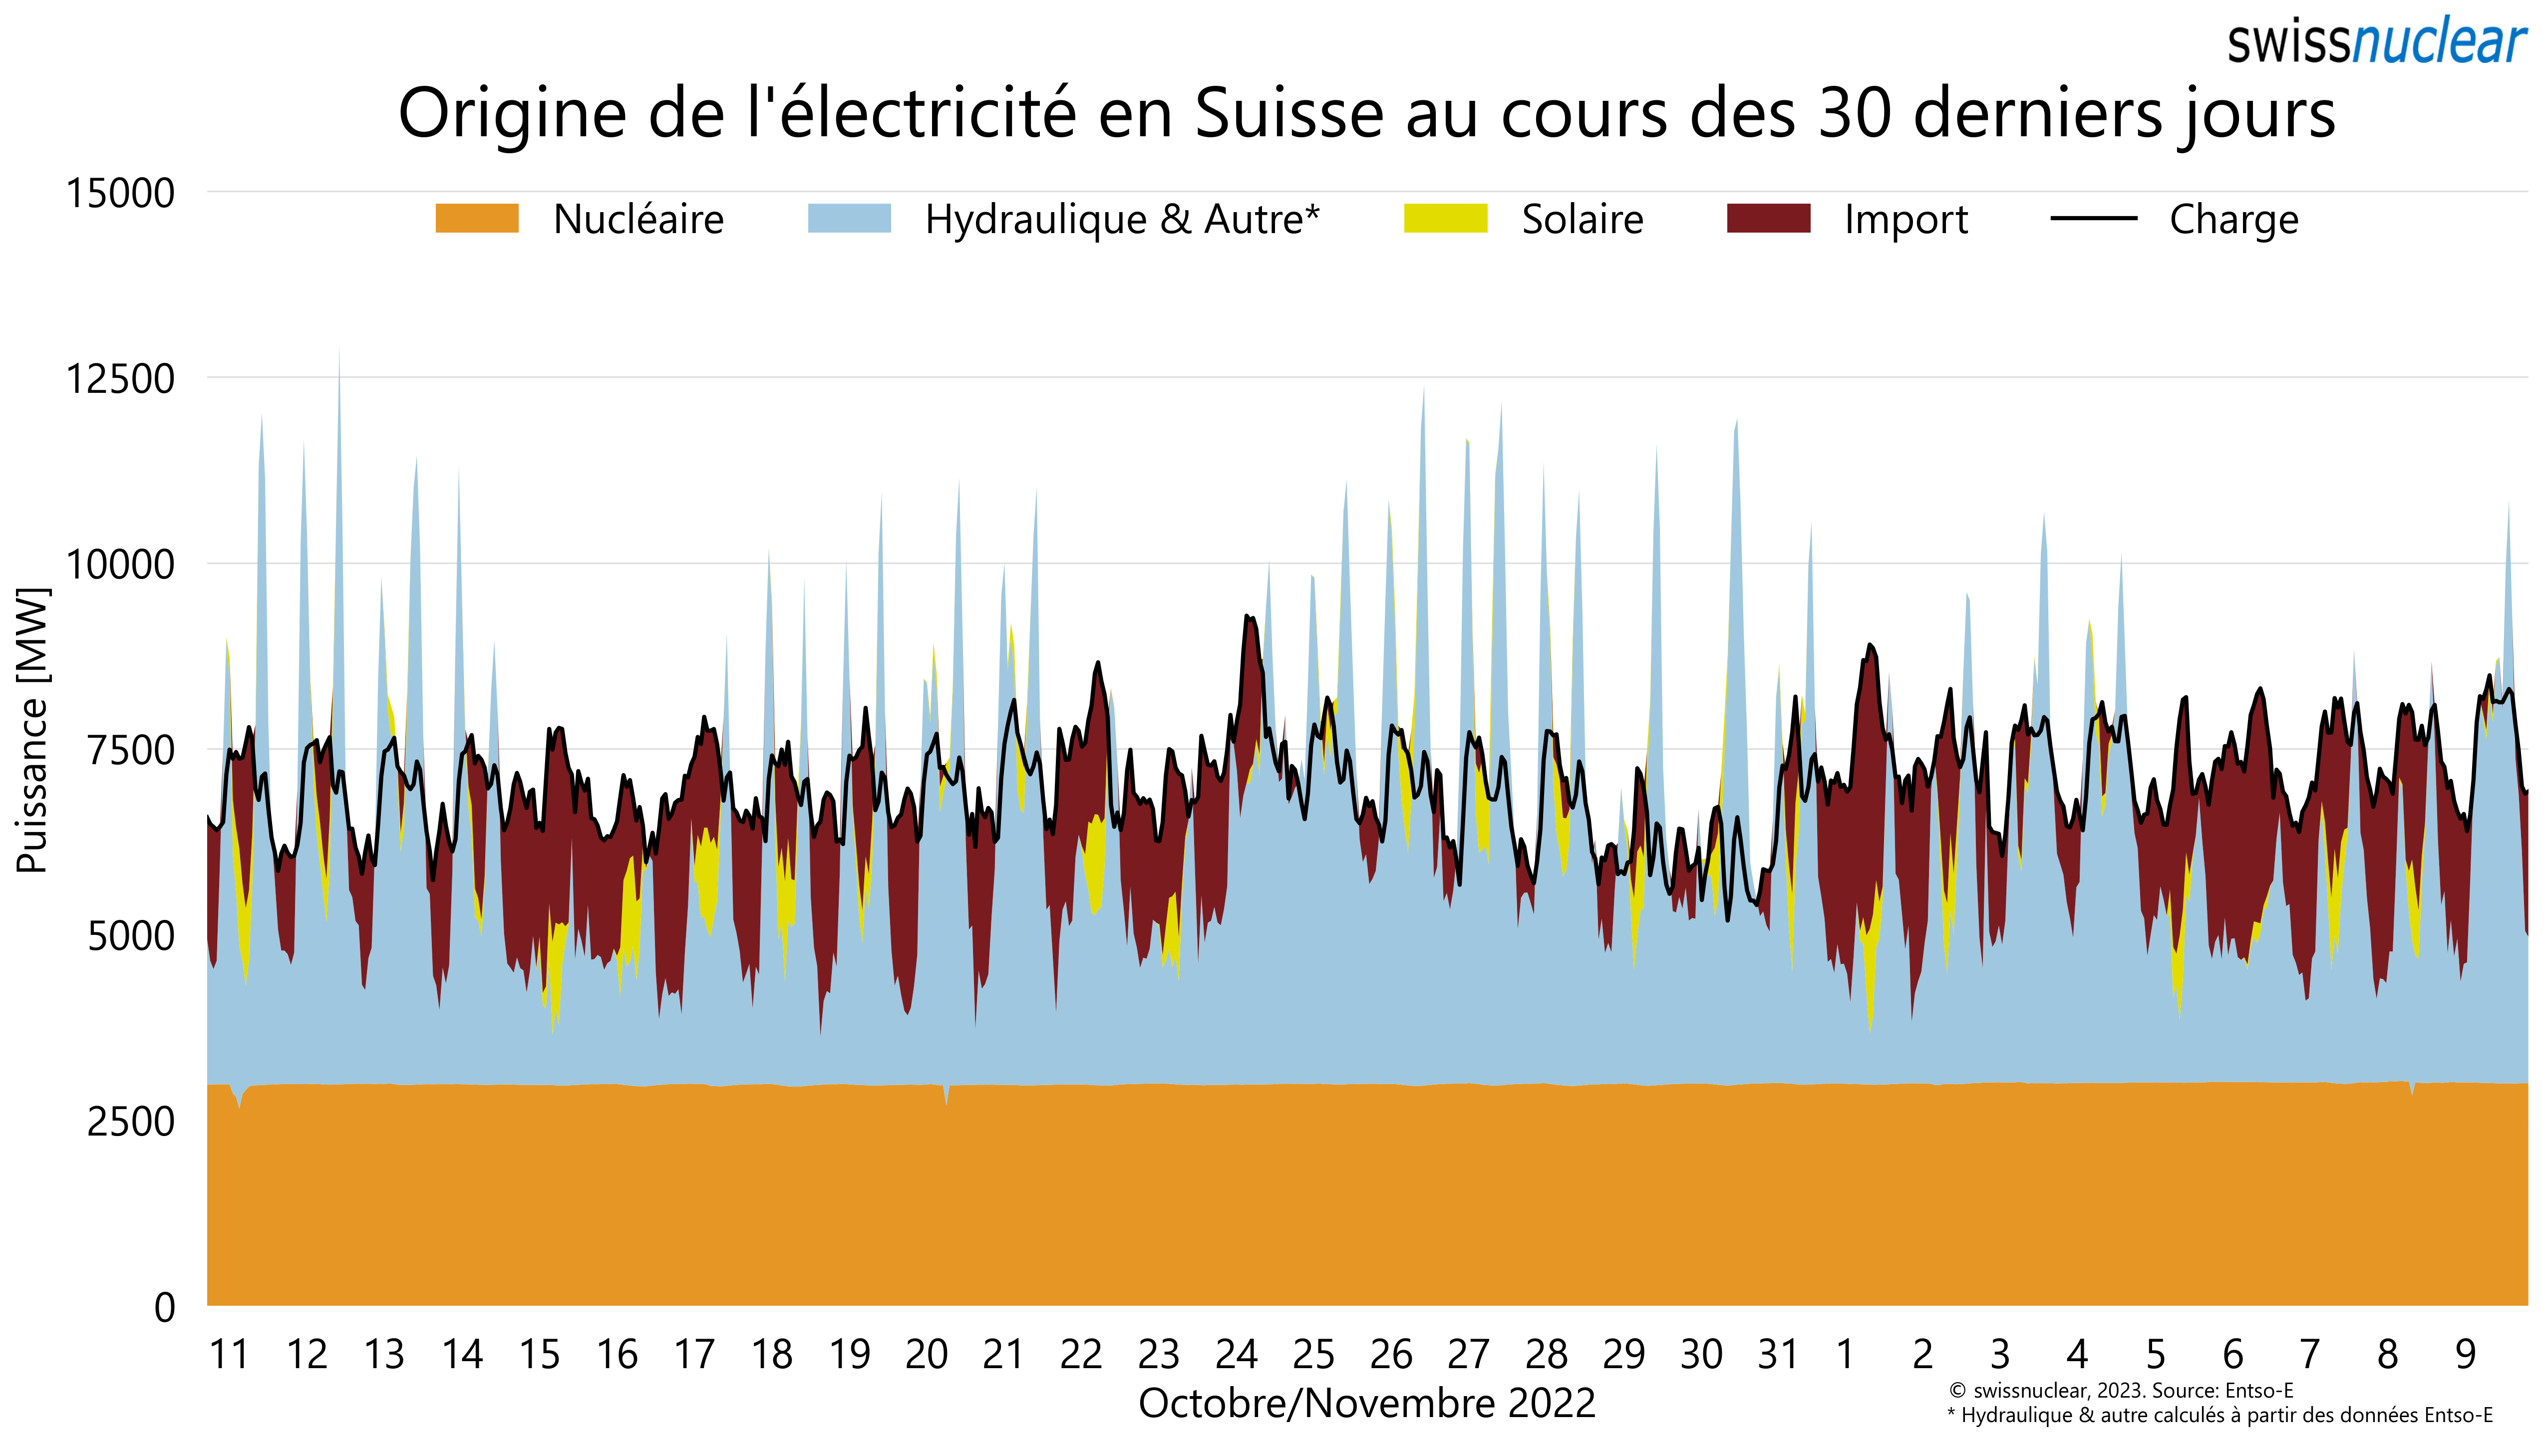 swissnuclear
Origine de l'électricité en Suisse au cours des 30 derniers jours
15000
Nucléaire Hydraulique & Autre* Solaire Import Charge
12500
10000
7500
5000
2500
0
Puissance [MW]
11 12 13 14 15 16 17 18 19 20 21 22 23 24 25 26 27 28 29 30 31 1 2 3 4 5 6 7 8 9
Octobre/Novembre 2022
© swissnuclear, 2023. Source: Entso-E
* Hydraulique & autre calculés à partir des données Entso-E